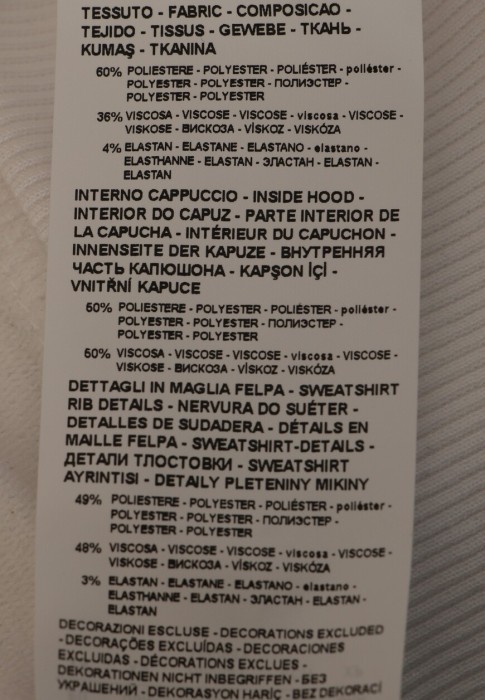 TESSUTO - FABRIC - COMPOSICAO -
TEJIDO - TISSUS - GEWEBE - ТКАНЬ -
KUMAŞ - TKANINA
60% POLIESTERE - POLYESTER - POLIÉSTER - poliéster -
POLYESTER - POLYESTER - ПОЛИЭСТЕР -
POLYESTER - POLYESTER
36% VISCOSA - VISCOSE - VISCOSE - viscosa - VISCOSE -
VISKOSE - ВИСКОЗА - VİSKOZ - VISKÓZA
4% ELASTAN - ELASTANE - ELASTANO - elastano -
ELASTHANNE - ELASTAN - ЭЛАСТАН - ELASTAN -
ELASTAN
INTERNO CAPPUCCIO - INSIDE HOOD -
INTERIOR DO CAPUZ - PARTE INTERIOR DE
LA CAPUCHA - INTÉRIEUR DU CAPUCHON -
INNENSEITE DER KAPUZE - ВНУТРЕННЯЯ
ЧАСТЬ КАПЮШОНА - KAPŞON İÇİ -
VNITŘNÍ KAPUCE
50% POLIESTERE - POLYESTER - POLIÉSTER - poliéster -
POLYESTER - POLYESTER - ПОЛИЭСТЕР -
POLYESTER - POLYESTER
50% VISCOSA - VISCOSE - VISCOSE - viscosa - VISCOSE -
VISKOSE - ВИСКОЗА - VİSKOZ - VISKÓZA
DETTAGLI IN MAGLIA FELPA - SWEATSHIRT
RIB DETAILS - NERVURA DO SUÉTER -
DETALLES DE SUDADERA - DÉTAILS EN
MAILLE FELPA - SWEATSHIRT-DETAILS -
ДЕТАЛИ ТЛОСТОВКИ - SWEATSHIRT
AYRINTISI - DETAILY PLETENINY MIKINY
49% POLIESTERE - POLYESTER - POLIÉSTER - poliéster -
POLYESTER - POLYESTER - ПОЛИЭСТЕР -
POLYESTER - POLYESTER
48% VISCOSA - VISCOSE - VISCOSE - viscosa - VISCOSE -
VISKOSE - ВИСКОЗА - VİSKOZ - VISKÓZA
3% ELASTAN - ELASTANE - ELASTANO - elastano -
ELASTHANNE - ELASTAN - ЭЛАСТАН - ELASTAN -
ELASTAN
DECORAZIONI ESCLUSE - DECORATIONS EXCLUDED
- DECORAÇÕES EXCLUÍDAS - DECORACIONES
EXCLUIDAS - DÉCORATIONS EXCLUES -
DEKORATIONEN NICHT INBEGRIFFEN - БЕЗ
УКРАШЕНИЙ - DEKORASYON HARİÇ - BEZ DEKORACÍ